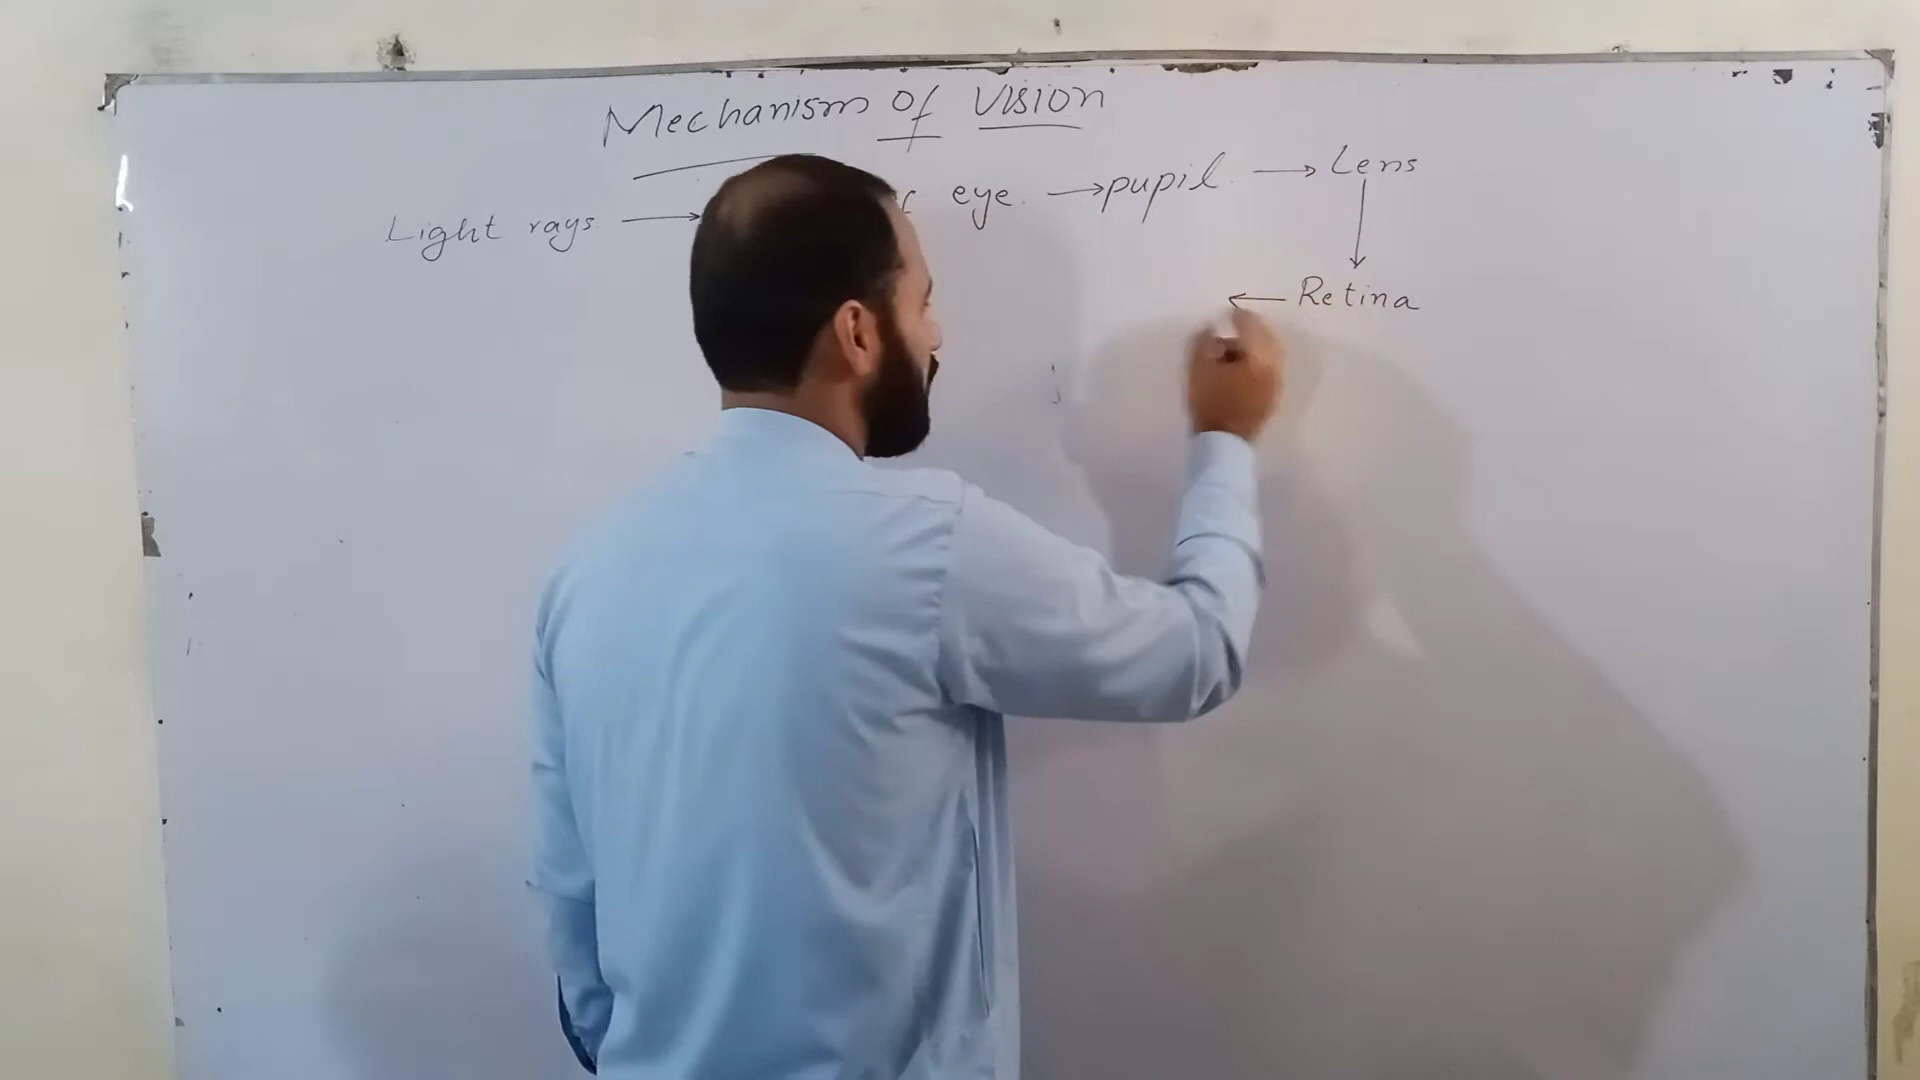 Mechanism of Vision
Light rays → eye. → pupil. → Lens
↓
← Retina